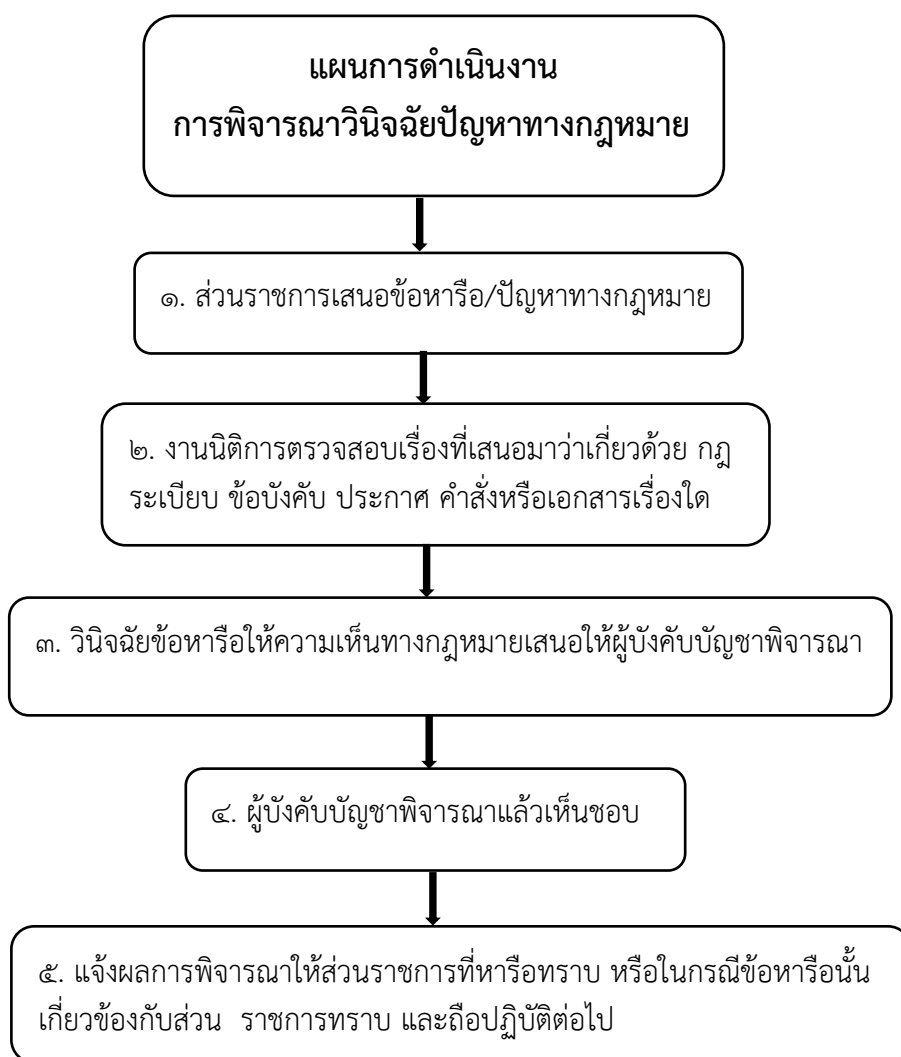 แผนการดำเนินงาน
การพิจารณาวินิจฉัยปัญหาทางกฎหมาย
๑. ส่วนราชการเสนอข้อหารือ/ปัญหาทางกฎหมาย
๒. งานนิติการตรวจสอบเรื่องที่เสนอมาว่าเกี่ยวด้วย กฎ
ระเบียบ ข้อบังคับ ประกาศ คำสั่งหรือเอกสารเรื่องใด
๓. วินิจฉัยข้อหารือให้ความเห็นทางกฎหมายเสนอให้ผู้บังคับบัญชาพิจารณา
๔. ผู้บังคับบัญชาพิจารณาแล้วเห็นชอบ
๕. แจ้งผลการพิจารณาให้ส่วนราชการที่หารือทราบ หรือในกรณีข้อหารือนั้น
เกี่ยวข้องกับส่วน ราชการทราบ และถือปฏิบัติต่อไป